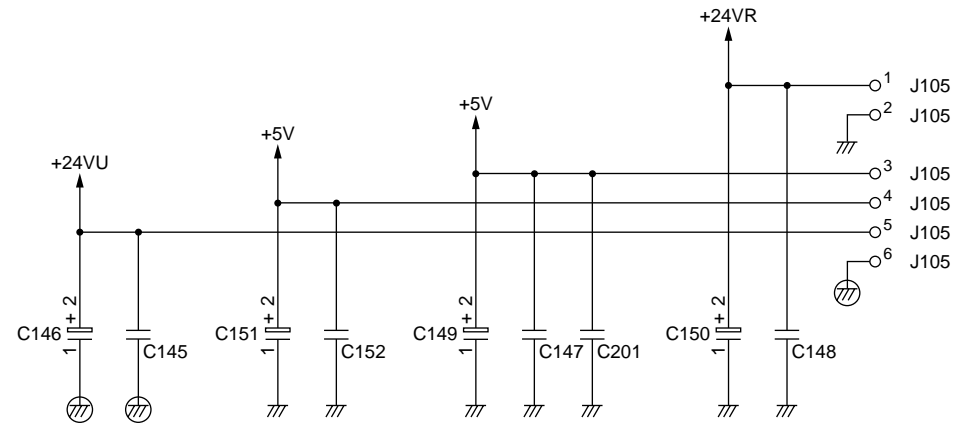 +24VR
1 J105
2 J105
+5V
+5V
+24VU
3 J105
4 J105
5 J105
6 J105
+ 2
+ 2
+ 2
+ 2
C146
C145
C151
C152
C149
C147
C201
C150
C148
1
1
1
1